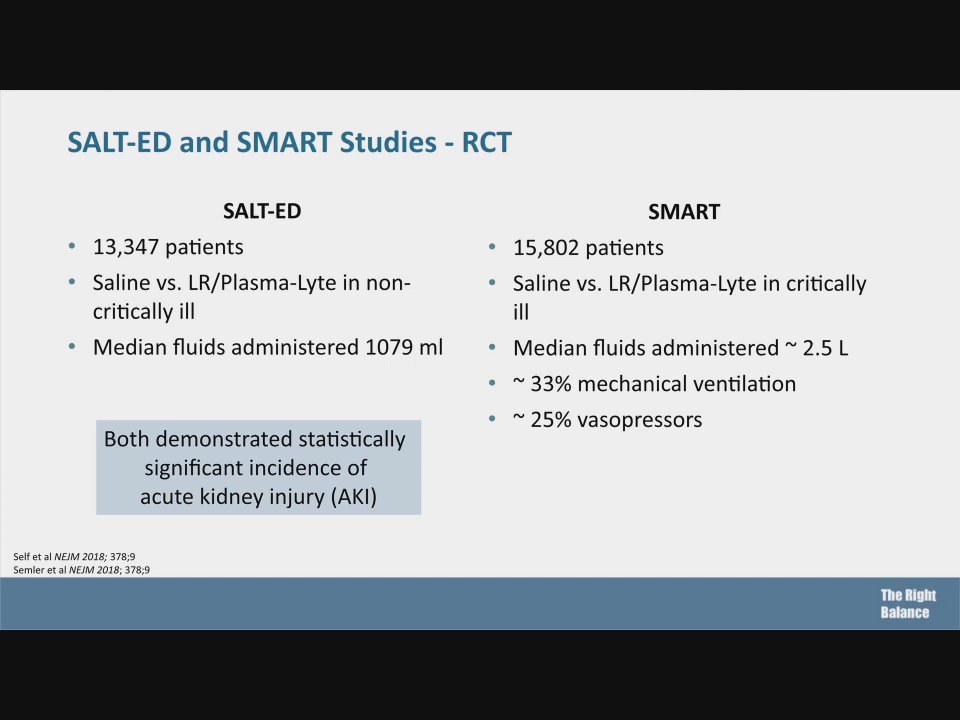 SALT-ED and SMART Studies - RCT
SALT-ED
• 13,347 patients
• Saline vs. LR/Plasma-Lyte in non-
critically ill
• Median fluids administered 1079 ml
Both demonstrated statistically
significant incidence of
acute kidney injury (AKI)
SMART
• 15,802 patients
• Saline vs. LR/Plasma-Lyte in critically
ill
• Median fluids administered ~ 2.5 L
• ~ 33% mechanical ventilation
• ~ 25% vasopressors
Self et al NEJM 2018; 378;9
Semler et al NEJM 2018; 378;9
The Right
Balance